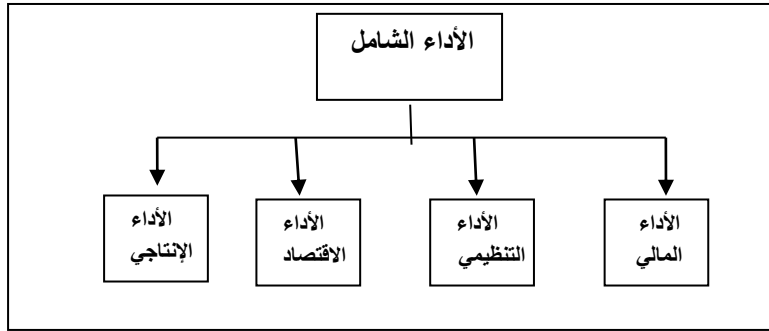 الأداء الشامل
الأداء
المالي
الأداء
التنظيمي
الأداء
الاقتصاد
الأداء
الإنتاجي